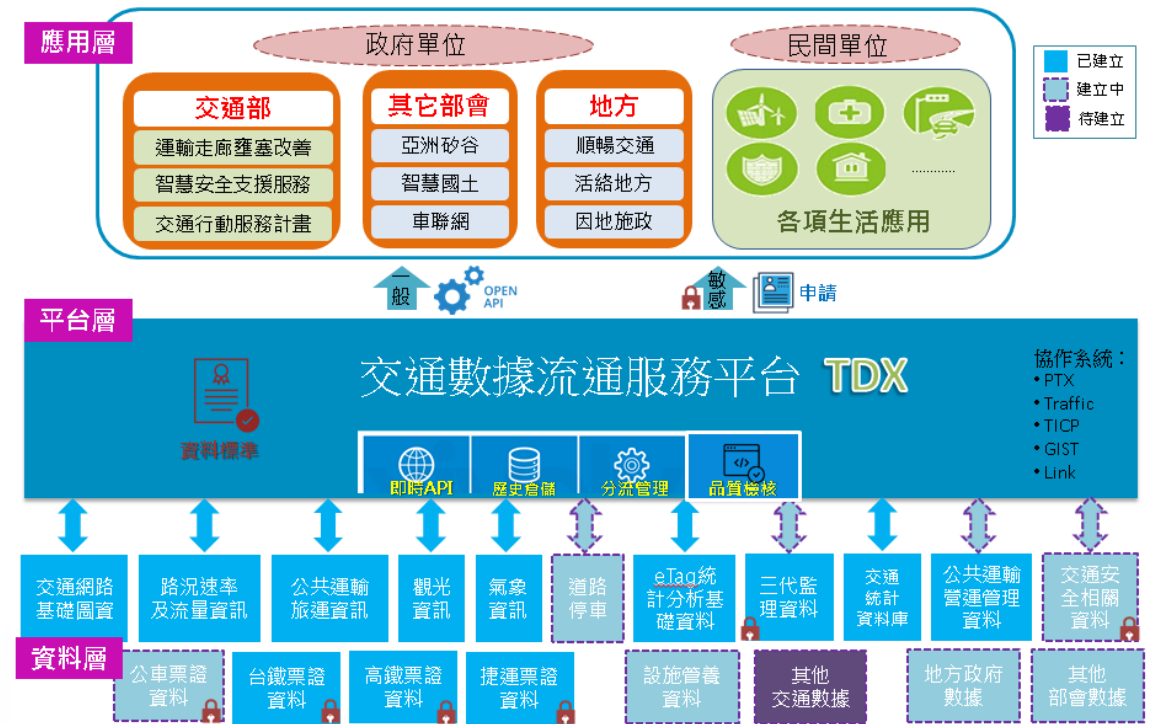 應用層
政府單位
民間單位
已建立
建立中
待建立
交通部
運輸走廊壅塞改善
智慧安全支援服務
交通行動服務計畫
其它部會
亞洲矽谷
智慧國土
車聯網
地方
順暢交通
活絡地方
因地施政
............
各項生活應用
一般
OPEN
API
敏感
申請
平台層
資料標準
交通數據流通服務平台 TDX
即時API
歷史倉儲
分流管理
品質檢核
協作系統：
• PTX
• Traffic
• TICP
• GIST
• Link
交通網路
基礎圖資
路況速率
及流量資訊
公共運輸
旅運資訊
觀光
資訊
氣象
資訊
道路
停車
eTag統
計分析基
礎資料
三代監
理資料
交通
統計
資料庫
公共運輸
營運管理
資料
交通安
全相關
資料
資料層
公車票證
資料
台鐵票證
資料
高鐵票證
資料
捷運票證
資料
設施管養
資料
其他
交通數據
地方政府
數據
其他
部會數據